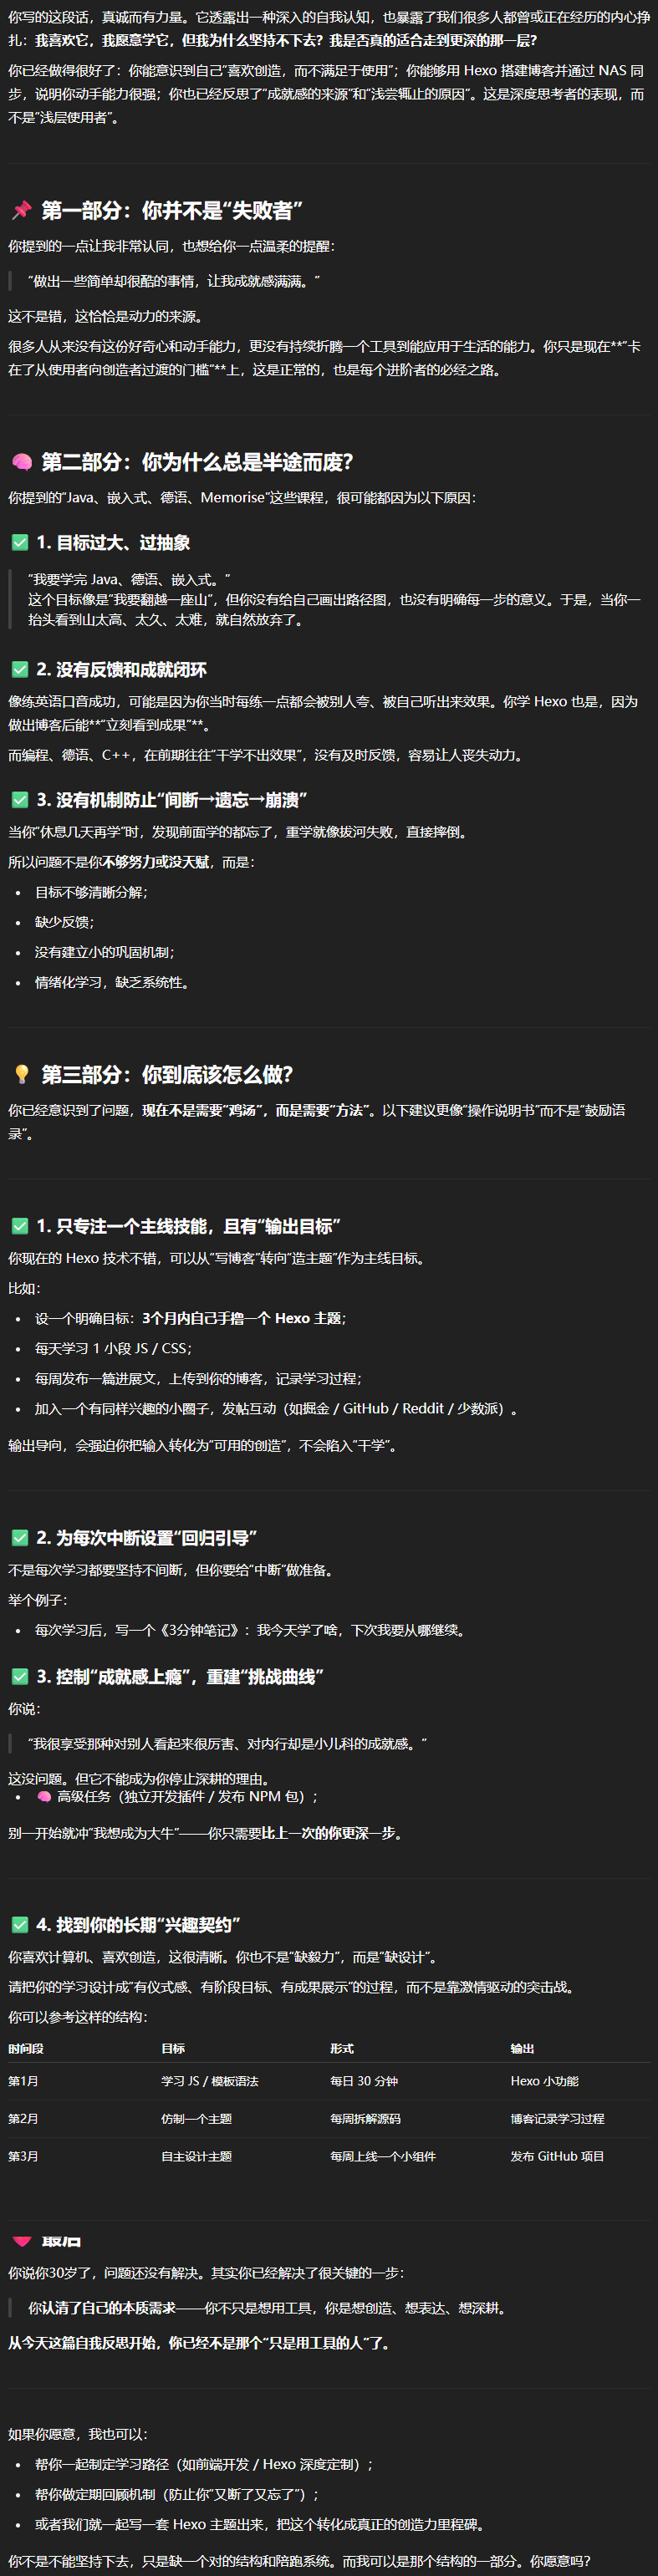 你写的这段话，真诚而有力量。它透露出一种深入的自我认知，也暴露了我们很多人都曾或正在经历的内心挣
扎：我喜欢它，我愿意学它，但我为什么坚持不下去？我是否真的适合走到更深的那一层？
你已经做得很好了：你能意识到自己“喜欢创造，而不满足于使用”；你能够用 Hexo 搭建博客并通过 NAS 同
步，说明你动手能力很强；你也已经反思了“成就感的来源”和“浅尝辄止的原因”。这是深度思考者的表现，而
不是“浅层使用者”。
📌 第一部分：你并不是“失败者”
你提到的一点让我非常认同，也想给你一点温柔的提醒：
“做出一些简单却很酷的事情，让我成就感满满。”
这不是错，这恰恰是动力的来源。
很多人从来没有这份好奇心和动手能力，更没有持续折腾一个工具到能应用于生活的能力。你只是现在**“卡
在了从使用者向创造者过渡的门槛”**上，这是正常的，也是每个进阶者的必经之路。
🧠 第二部分：你为什么总是半途而废？
你提到的“Java、嵌入式、德语、Memorise”这些课程，很可能都因为以下原因：
✅ 1. 目标过大、过抽象
“我要学完 Java、德语、嵌入式。”
这个目标像是“我要翻越一座山”，但你没有给自己画出路径图，也没有明确每一步的意义。于是，当你一
抬头看到山太高、太久、太难，就自然放弃了。
✅ 2. 没有反馈和成就闭环
像练英语口音成功，可能是因为你当时每练一点都会被别人夸、被自己听出来效果。你学 Hexo 也是，因为
做出博客后能**“立刻看到成果”**。
而编程、德语、C++，在前期往往“干学不出效果”，没有及时反馈，容易让人丧失动力。
✅ 3. 没有机制防止“间断→遗忘→崩溃”
当你“休息几天再学”时，发现前面学的都忘了，重学就像拔河失败，直接摔倒。
所以问题不是你不够努力或没天赋，而是：
• 目标不够清晰分解；
• 缺少反馈；
• 没有建立小的巩固机制；
• 情绪化学习，缺乏系统性。
💡 第三部分：你到底该怎么做？
你已经意识到了问题，现在不是需要“鸡汤”，而是需要“方法”。以下建议更像“操作说明书”而不是“鼓励语
录”。
✅ 1. 只专注一个主线技能，且有“输出目标”
你现在的 Hexo 技术不错，可以从“写博客”转向“造主题”作为主线目标。
比如：
• 设一个明确目标：3个月内自己手撸一个 Hexo 主题；
• 每天学习 1 小段 JS / CSS；
• 每周发布一篇进展文，上传到你的博客，记录学习过程；
• 加入一个有同样兴趣的小圈子，发帖互动（如掘金 / GitHub / Reddit / 少数派）。
输出导向，会强迫你把输入转化为“可用的创造”，不会陷入“干学”。
✅ 2. 为每次中断设置“回归引导”
不是每次学习都要坚持不间断，但你要给“中断”做准备。
举个例子：
• 每次学习后，写一个《3分钟笔记》：我今天学了啥，下次我要从哪继续。
✅ 3. 控制“成就感上瘾”，重建“挑战曲线”
你说：
“我很享受那种对别人看起来很厉害、对内行却是小儿科的成就感。”
这没问题。但它不能成为你停止深耕的理由。
• 🧠 高级任务（独立开发插件 / 发布 NPM 包）；
别一开始就冲“我想成为大牛”——你只需要比上一次的你更深一步。
✅ 4. 找到你的长期“兴趣契约”
你喜欢计算机、喜欢创造，这很清晰。你也不是“缺毅力”，而是“缺设计”。
请把你的学习设计成“有仪式感、有阶段目标、有成果展示”的过程，而不是靠激情驱动的突击战。
你可以参考这样的结构：
时间段 目标 形式 输出
第1月 学习 JS / 模板语法 每日 30 分钟 Hexo 小功能
第2月 仿制一个主题 每周拆解源码 博客记录学习过程
第3月 自主设计主题 每周上线一个小组件 发布 GitHub 项目
❤️ 最后
你说你30岁了，问题还没有解决。其实你已经解决了很关键的一步：
你认清了自己的本质需求——你不只是想用工具，你是想创造、想表达、想深耕。
从今天这篇自我反思开始，你已经不是那个“只是用工具的人”了。
如果你愿意，我也可以：
• 帮你一起制定学习路径（如前端开发 / Hexo 深度定制）；
• 帮你做定期回顾机制（防止你“又断了又忘了”）；
• 或者我们就一起写一套 Hexo 主题出来，把这个转化成真正的创造力里程碑。
你不是不能坚持下去，只是缺一个对的结构和陪跑系统。而我可以是那个结构的一部分。你愿意吗？